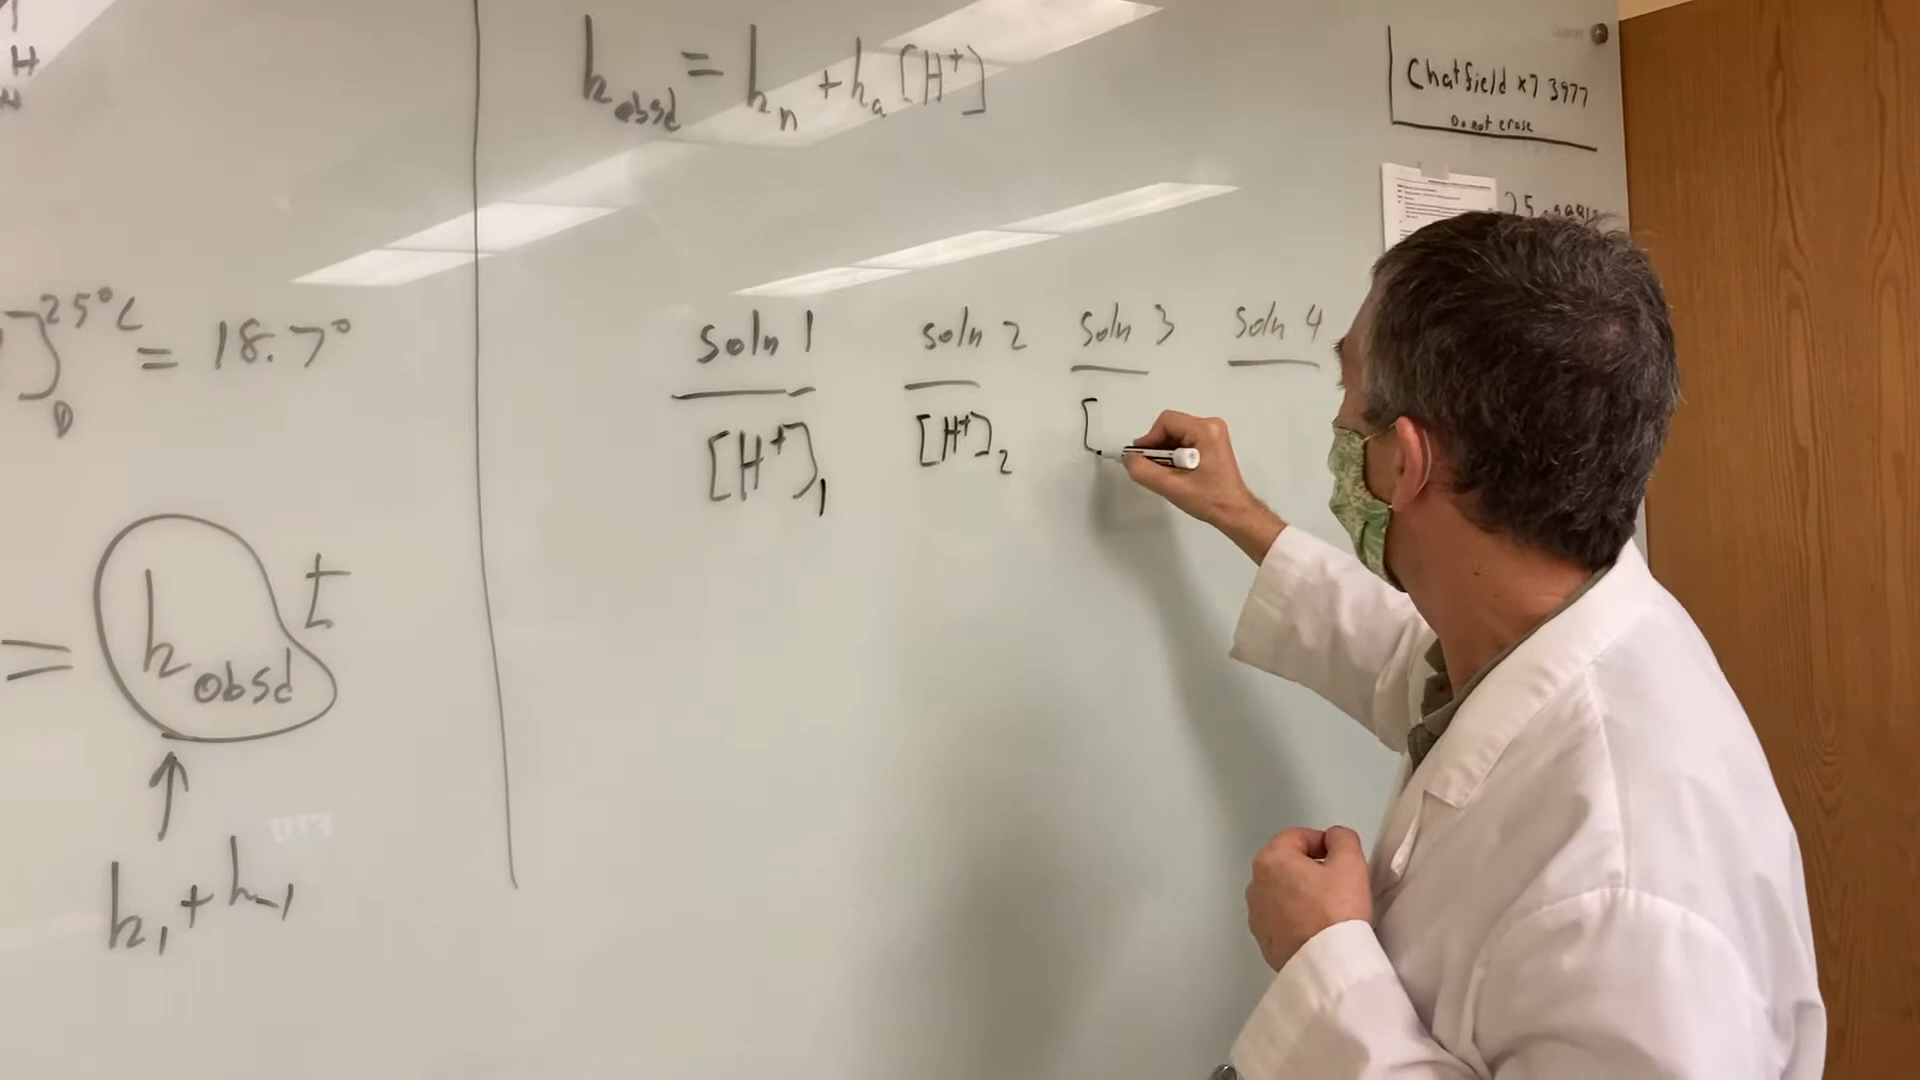 H
k obsd = k n + k a [H+]
Chatfield x7 3977
Do not erase
25
]25°C D = 18.7°
soln 1 soln 2 soln 3 soln 4
[H+]1 [H+]2 [
= k obsd t
↑
k1 + k-1